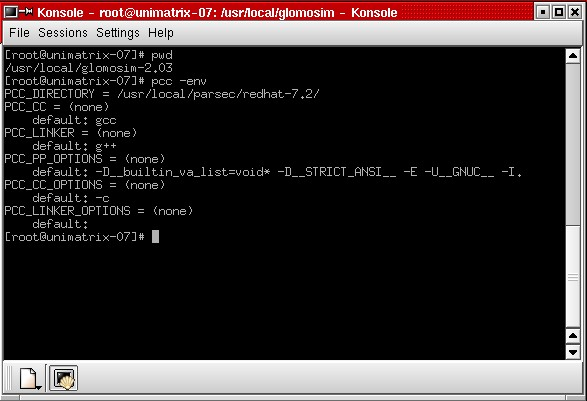 Konsole - root@unimatrix-07: /usr/local/glomosim - Konsole
File Sessions Settings Help
[root@unimatrix-07]# pwd
/usr/local/glomosim-2.03
[root@unimatrix-07]# pcc -env
PCC_DIRECTORY = /usr/local/parsec/redhat-7.2/
PCC_CC = (none)
default: gcc
PCC_LINKER = (none)
default: g++
PCC_PP_OPTIONS = (none)
default: -D__builtin_va_list=void* -D__STRICT_ANSI__ -E -U__GNUC__ -I.
PCC_CC_OPTIONS = (none)
default: -c
PCC_LINKER_OPTIONS = (none)
default:
[root@unimatrix-07]#